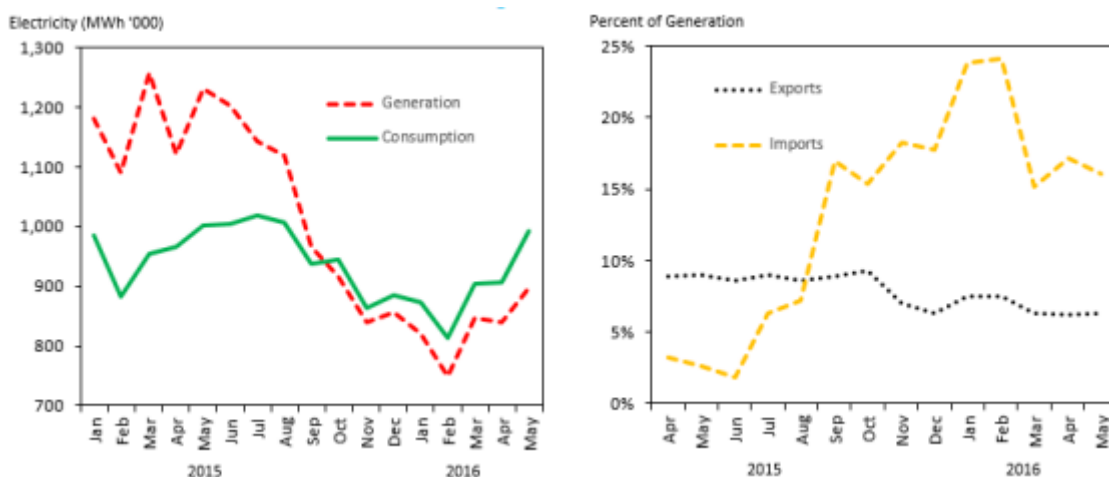 Electricity (MWh '000)
1,300
1,200
1,100
1,000
900
800
700
Generation
Consumption
Jan Feb Mar Apr May Jun Jul Aug Sep Oct Nov Dec Jan Feb Mar Apr May
2015 2016
Percent of Generation
25%
20%
15%
10%
5%
0%
Exports
Imports
Apr May Jun Jul Aug Sep Oct Nov Dec Jan Feb Mar Apr May
2015 2016